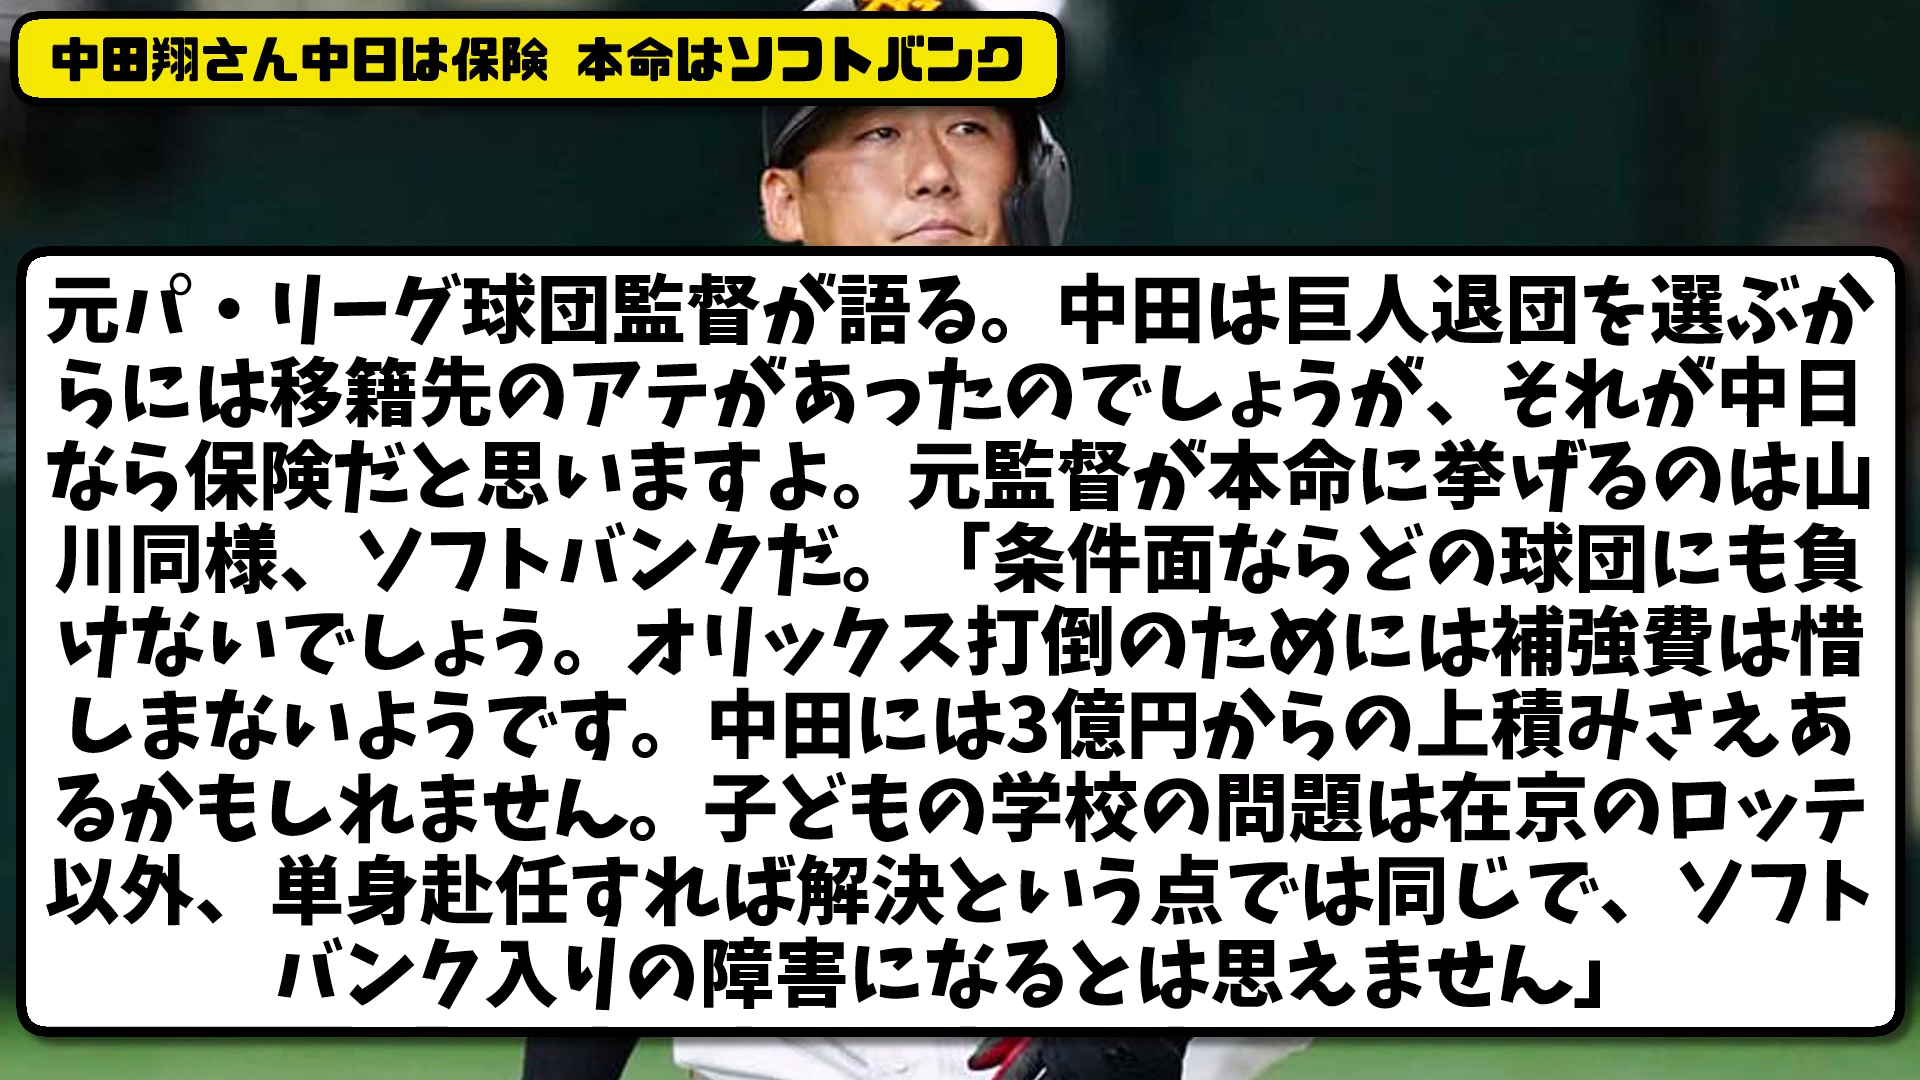 中田翔さん中日は保険 本命はソフトバンク
元パ・リーグ球団監督が語る。中田は巨人退団を選ぶか
らには移籍先のアテがあったのでしょうが、それが中日
なら保険だと思いますよ。元監督が本命に挙げるのは山
川同様、ソフトバンクだ。「条件面ならどの球団にも負
けないでしょう。オリックス打倒のためには補強費は惜
しまないようです。中田には3億円からの上積みさえあ
るかもしれません。子どもの学校の問題は在京のロッテ
以外、単身赴任すれば解決という点では同じで、ソフト
バンク入りの障害になるとは思えません」